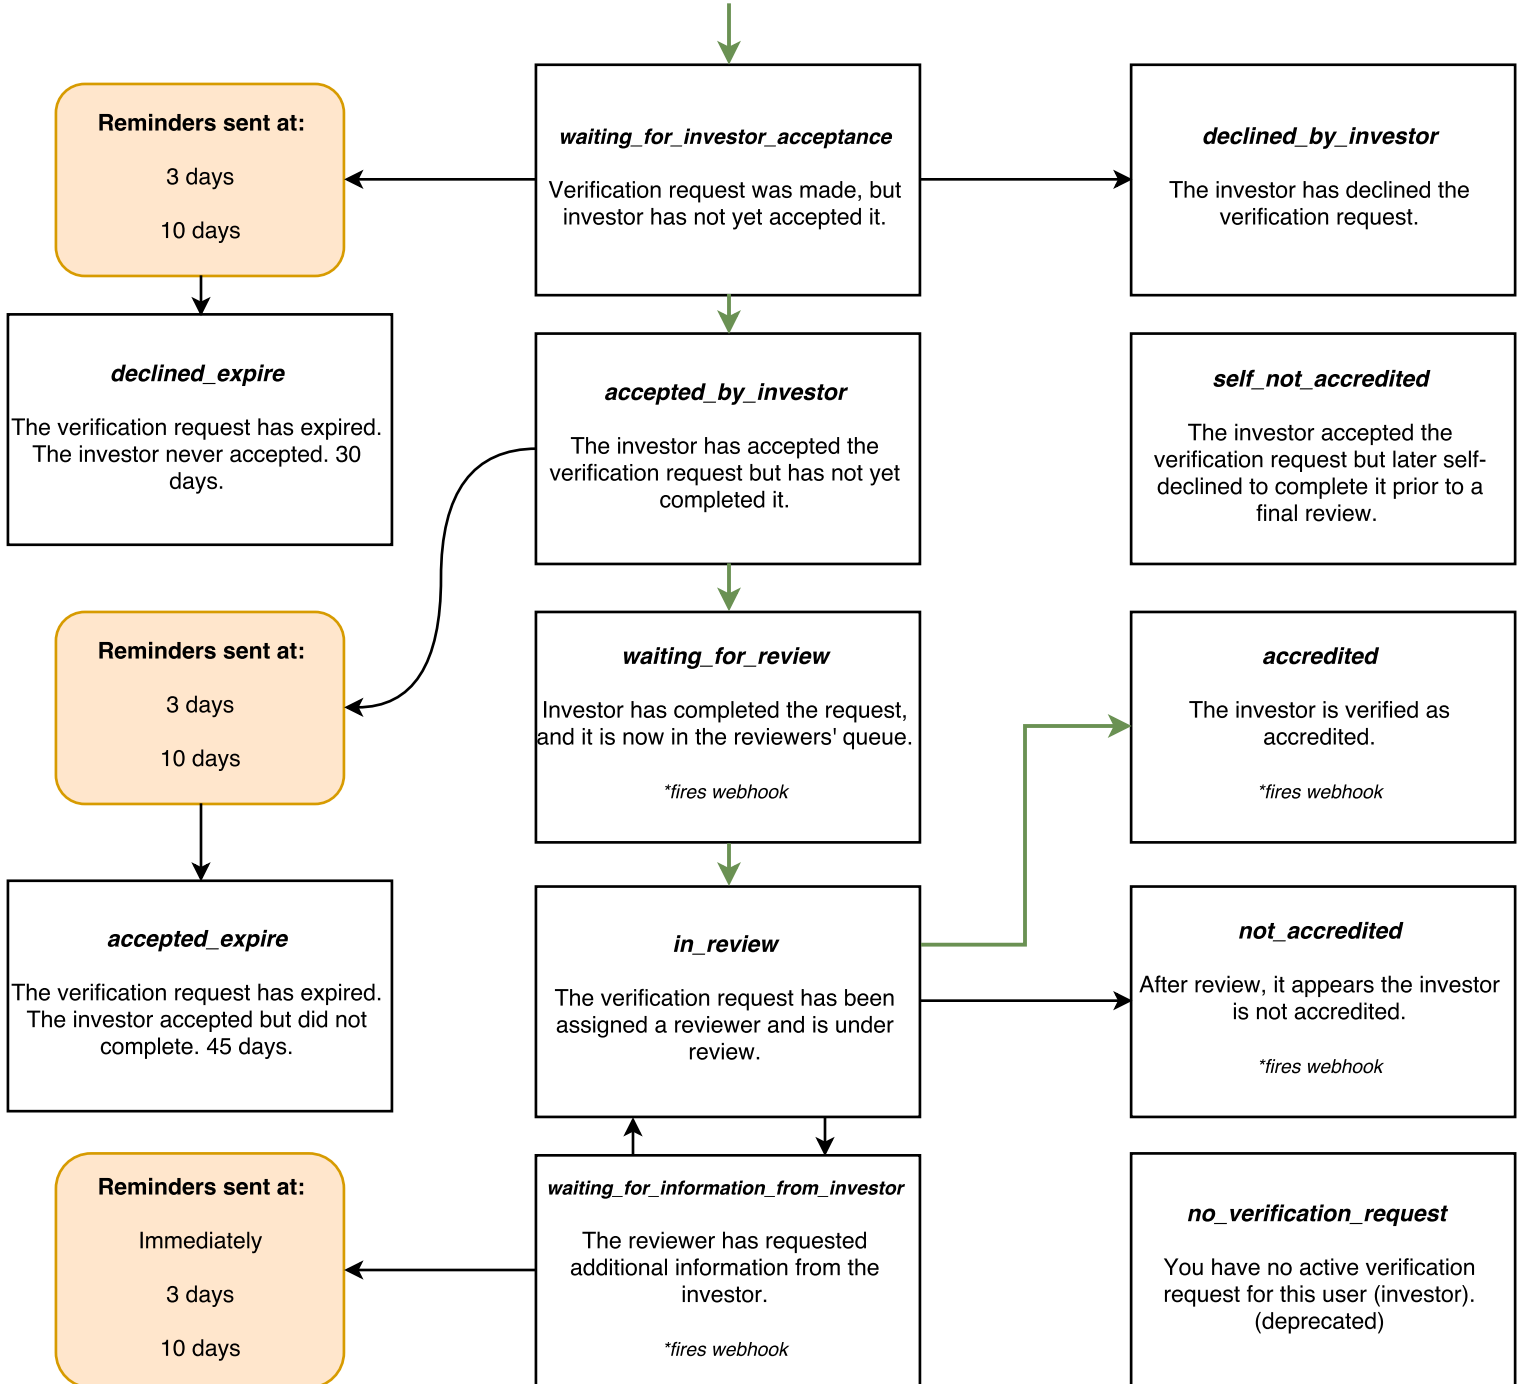 Reminders sent at:
3 days
10 days
waiting_for_investor_acceptance
Verification request was made, but
investor has not yet accepted it.
declined_by_investor
The investor has declined the
verification request.
declined_expire
The verification request has expired.
The investor never accepted. 30
days.
accepted_by_investor
The investor has accepted the
verification request but has not yet
completed it.
self_not_accredited
The investor accepted the
verification request but later self-
declined to complete it prior to a
final review.
Reminders sent at:
3 days
10 days
waiting_for_review
Investor has completed the request,
and it is now in the reviewers' queue.
*fires webhook
accredited
The investor is verified as
accredited.
*fires webhook
accepted_expire
The verification request has expired.
The investor accepted but did not
complete. 45 days.
in_review
The verification request has been
assigned a reviewer and is under
review.
not_accredited
After review, it appears the investor
is not accredited.
*fires webhook
Reminders sent at:
Immediately
3 days
10 days
waiting_for_information_from_investor
The reviewer has requested
additional information from the
investor.
*fires webhook
no_verification_request
You have no active verification
request for this user (investor).
(deprecated)